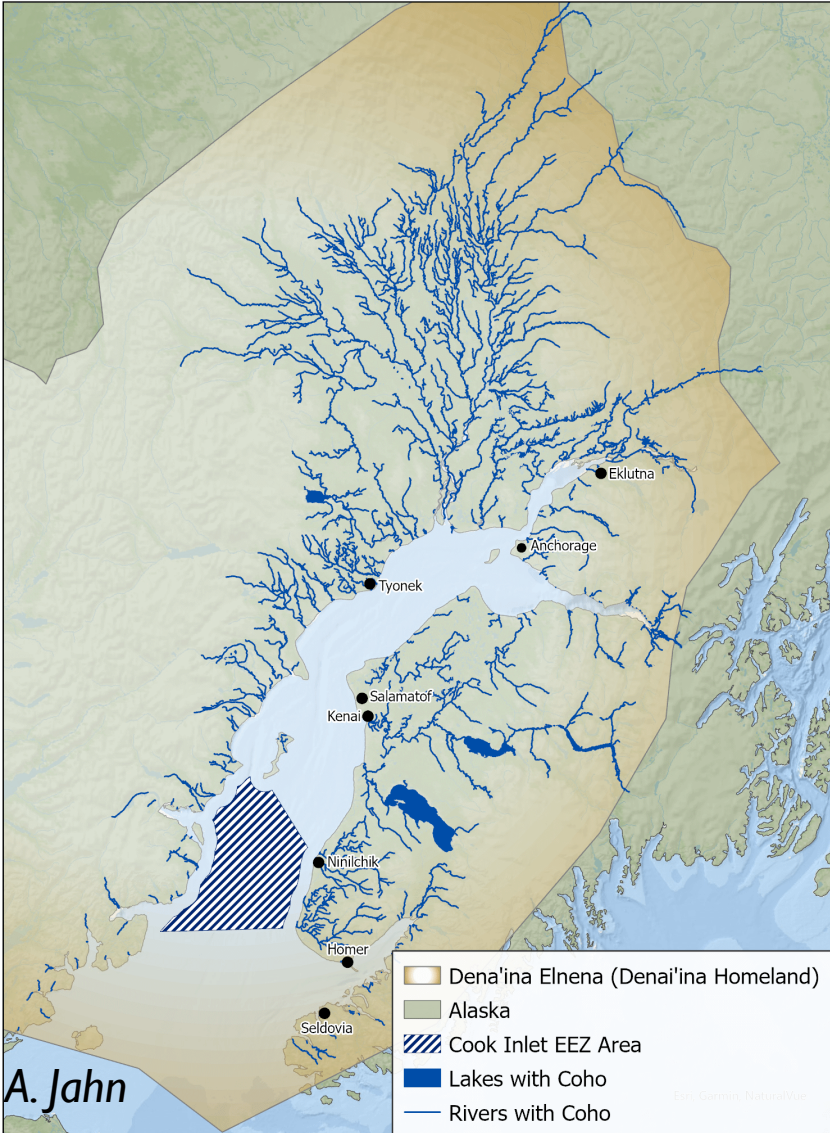 Eklutna
Anchorage
Tyonek
Salamatof
Kenai
Ninilchik
Homer
Seldovia
Dena'ina Elnena (Denai'ina Homeland)
Alaska
Cook Inlet EEZ Area
Lakes with Coho
Rivers with Coho
A. Jahn